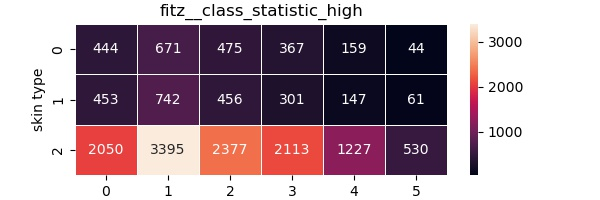 fitz__class_statistic_high
0 444 671 475 367 159 44
1 453 742 456 301 147 61
2 2050 3395 2377 2113 1227 530
0 1 2 3 4 5
skin type
3000
2000
1000